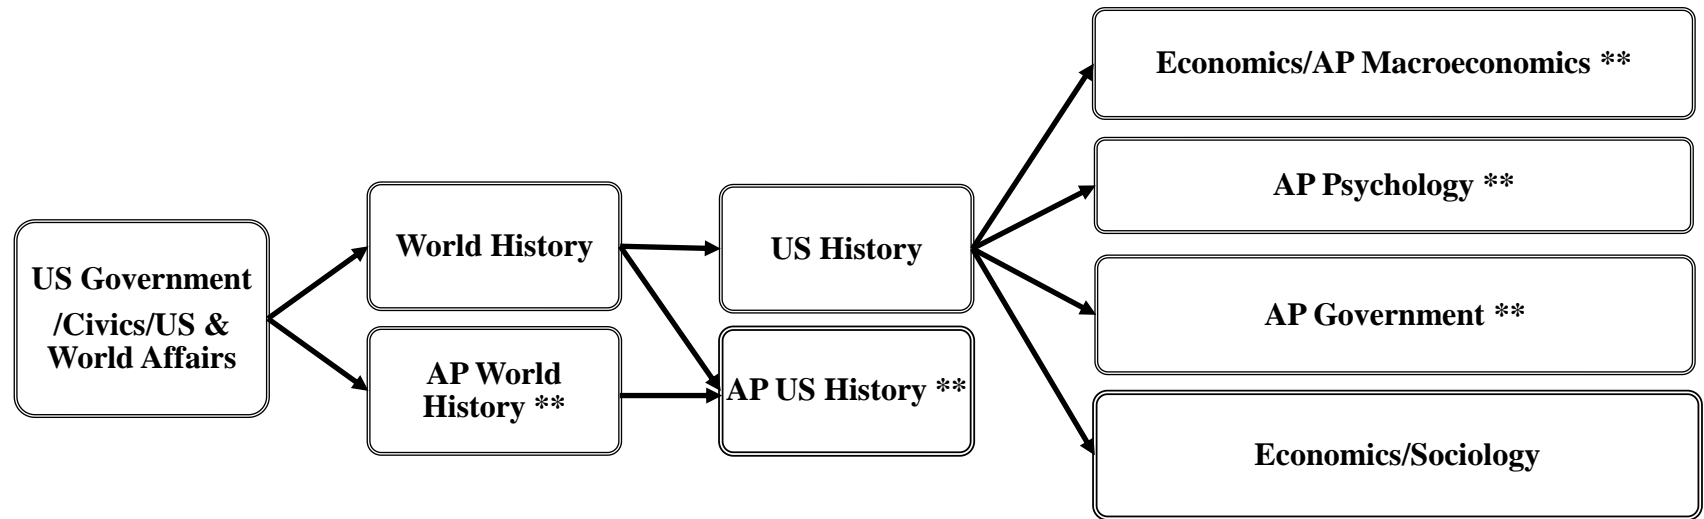 US Government
/Civics/US &
World Affairs
World History
AP World
History **
US History
AP US History **
Economics/AP Macroeconomics **
AP Psychology **
AP Government **
Economics/Sociology